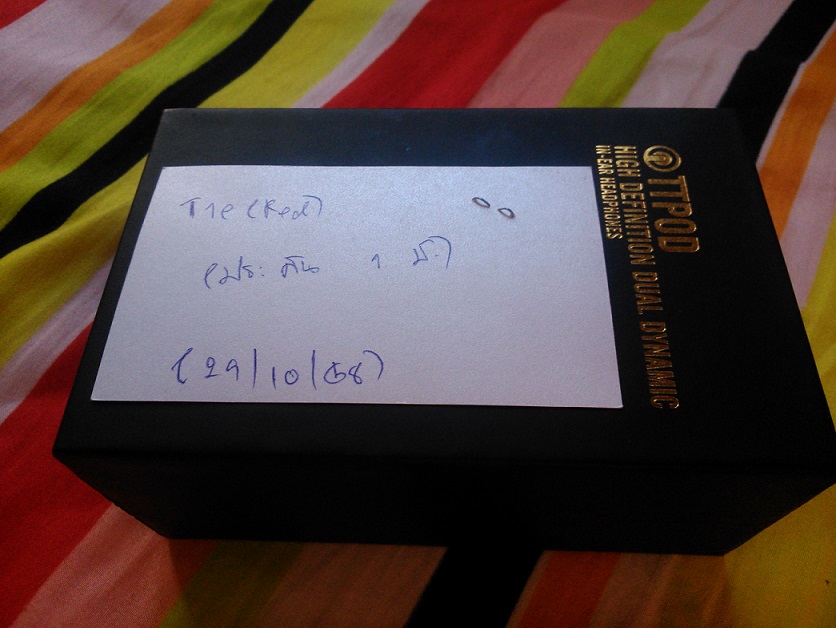 T1e (Red)
(ประกัน 1 ปี)
(29/10/58)
TTPOD
HIGH DEFINITION DUAL DYNAMIC
IN-EAR HEADPHONES